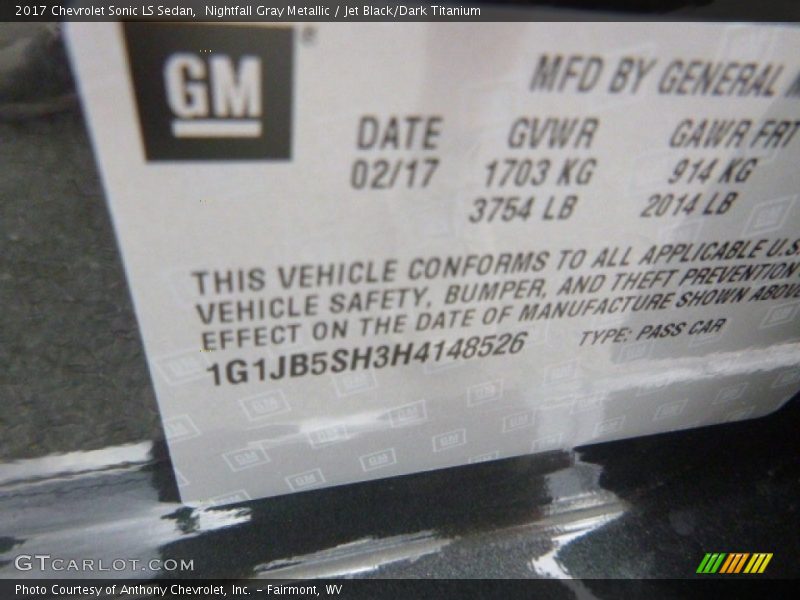 2017 Chevrolet Sonic LS Sedan, Nightfall Gray Metallic / Jet Black/Dark Titanium
GM
MFD BY GENERAL
DATE GVWR GAWR FRT
02/17 1703 KG 914 KG
3754 LB 2014 LB
THIS VEHICLE CONFORMS TO ALL APPLICABLE U.S.
VEHICLE SAFETY, BUMPER, AND THEFT PREVENTION
EFFECT ON THE DATE OF MANUFACTURE SHOWN ABOVE
1G1JB5SH3H4148526 TYPE: PASS CAR
GTCARLOT.COM
Photo Courtesy of Anthony Chevrolet, Inc. – Fairmont, WV